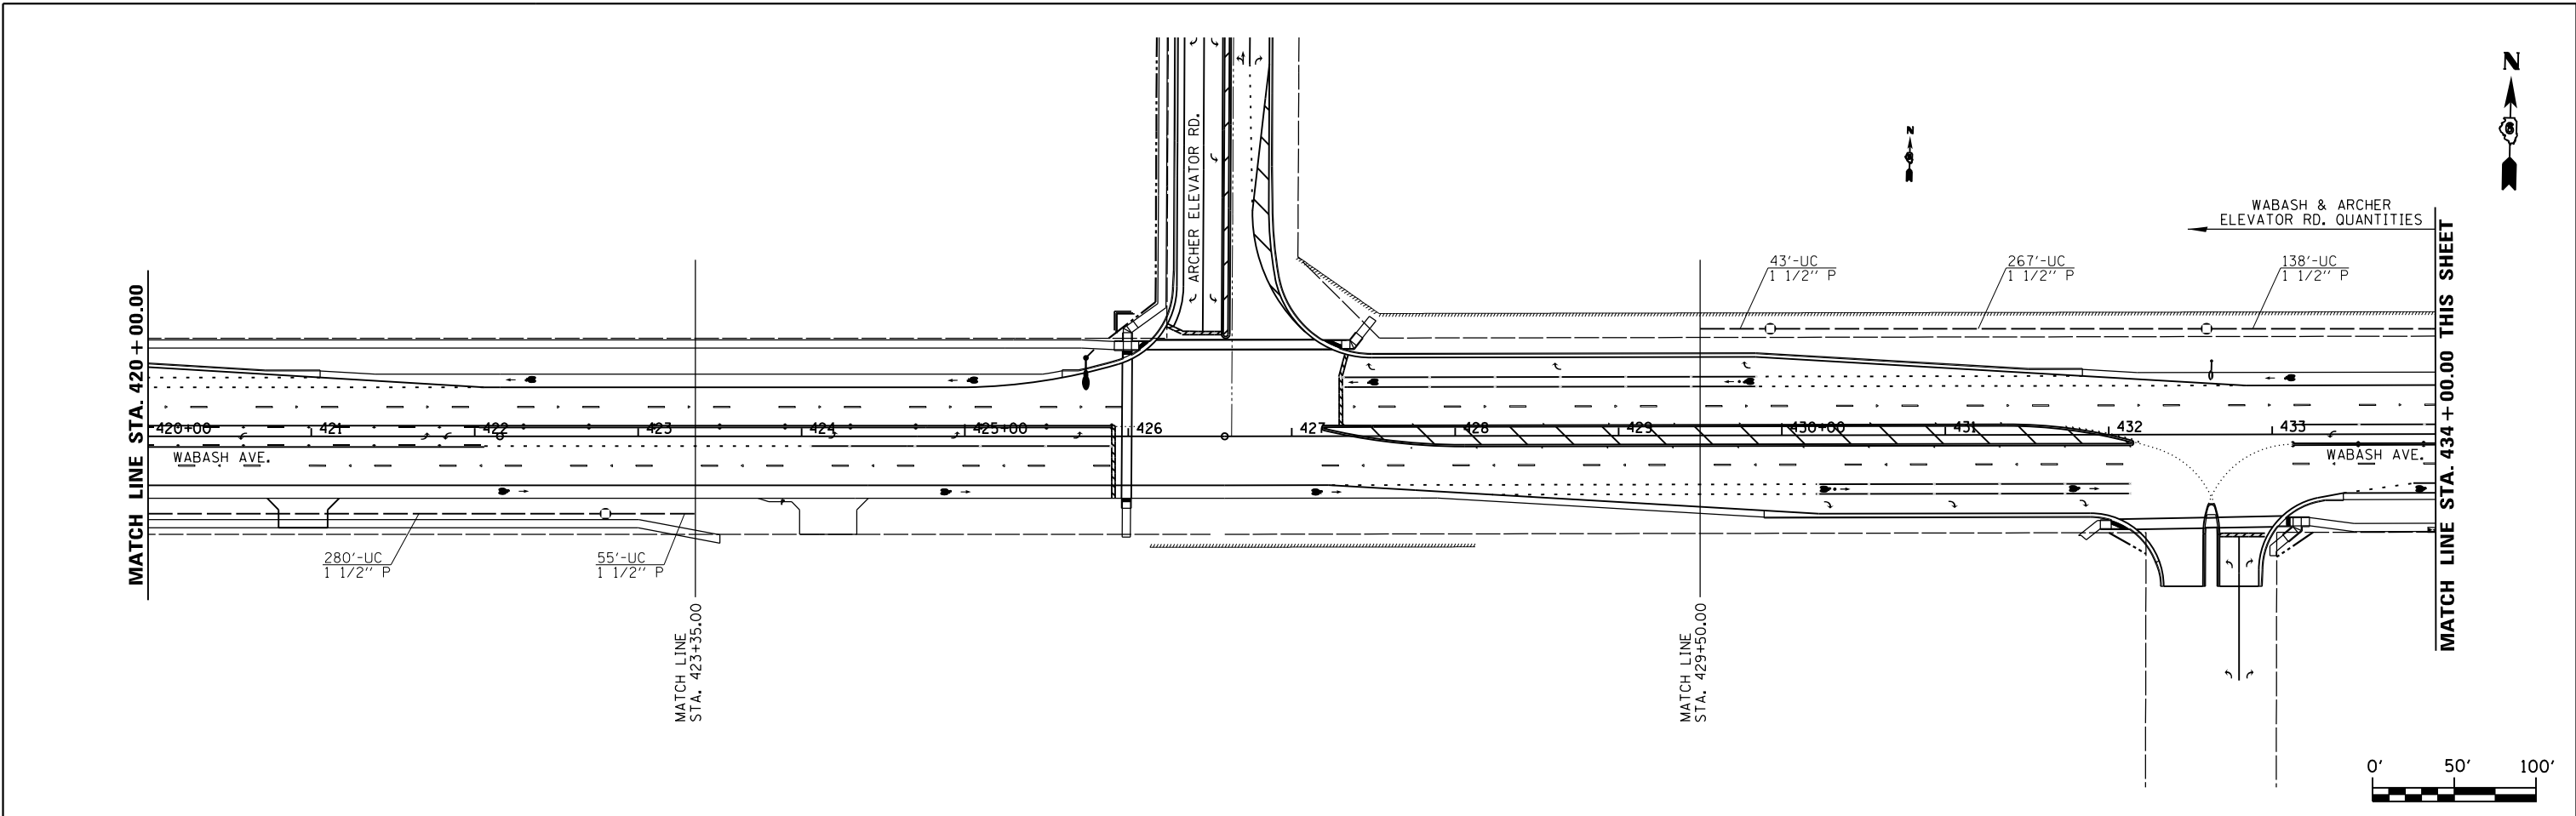 N
N
ARCHER ELEVATOR RD.
WABASH & ARCHER
ELEVATOR RD. QUANTITIES
43'-UC
1 1/2" P
267'-UC
1 1/2" P
138'-UC
1 1/2" P
MATCH LINE STA. 420+00.00
MATCH LINE STA. 434+00.00 THIS SHEET
420+00
421
422
423
424
425+00
426
427
428
429
430+00
431
432
433
WABASH AVE.
WABASH AVE.
280'-UC
1 1/2" P
55'-UC
1 1/2" P
MATCH LINE
STA. 423+35.00
MATCH LINE
STA. 429+50.00
0'
50'
100'